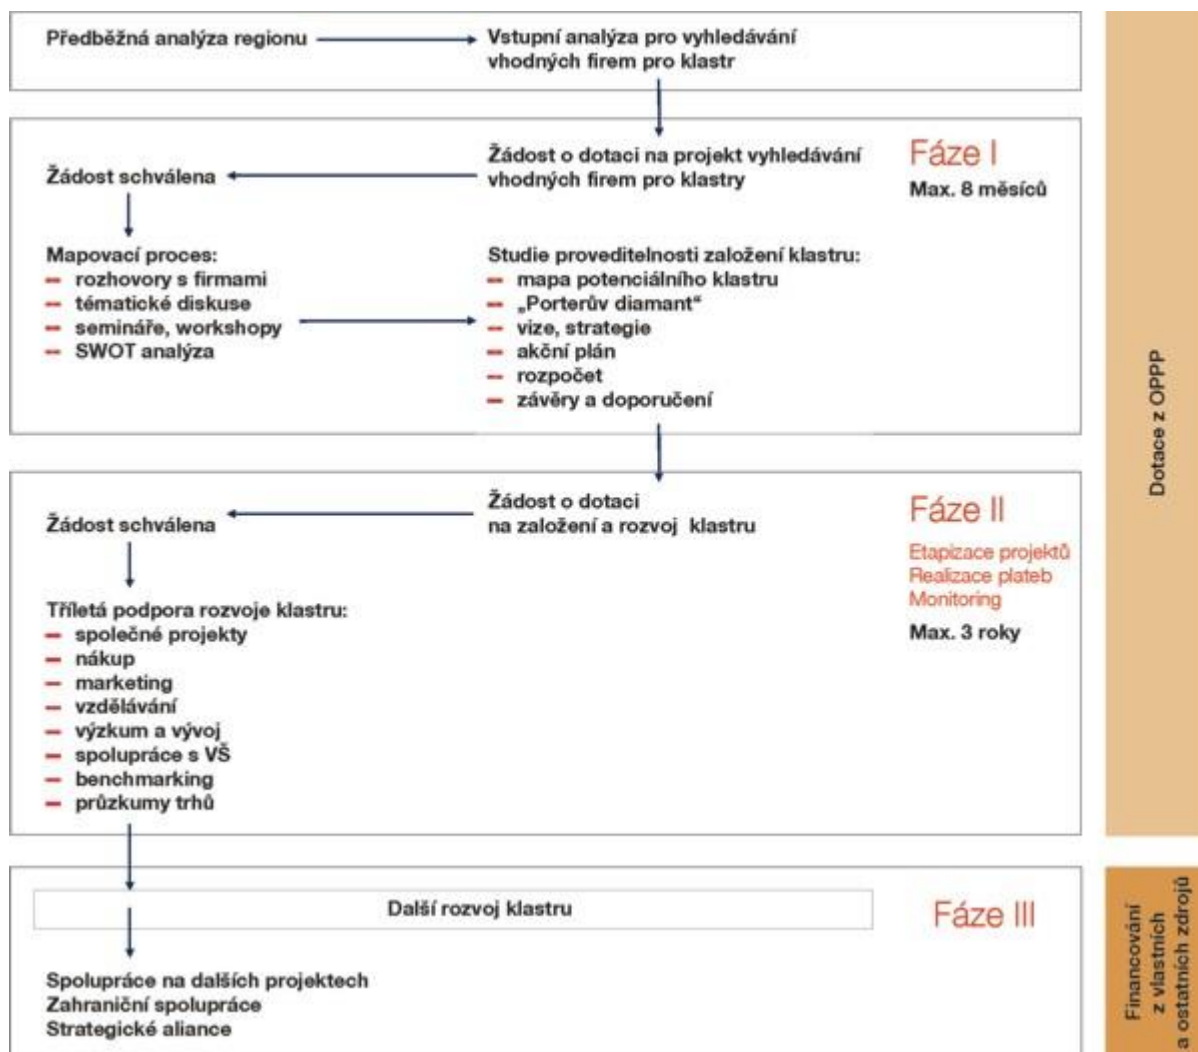 Předběžná analýza regionu
Vstupní analýza pro vyhledávání
vhodných firem pro klastr
Fáze I
Max. 8 měsíců
Žádost o dotaci na projekt vyhledávání
vhodných firem pro klastry
Žádost schválena
Mapovací proces:
rozhovory s firmami
tématické diskuse
semináře, workshopy
SWOT analýza
Studie proveditelnosti založení klastru:
mapa potenciálního klastru
„Porterův diamant“
vize, strategie
akční plán
rozpočet
závěry a doporučení
Fáze II
Etapizace projektů
Realizace plateb
Monitoring
Max. 3 roky
Žádost o dotaci
na založení a rozvoj klastru
Žádost schválena
Tříletá podpora rozvoje klastru:
společné projekty
nákup
marketing
vzdělávání
výzkum a vývoj
spolupráce s VŠ
benchmarking
průzkumy trhů
Dotace z OPPP
Další rozvoj klastru
Fáze III
Spolupráce na dalších projektech
Zahraniční spolupráce
Strategické aliance
Financování
z vlastních
a ostatních zdrojů